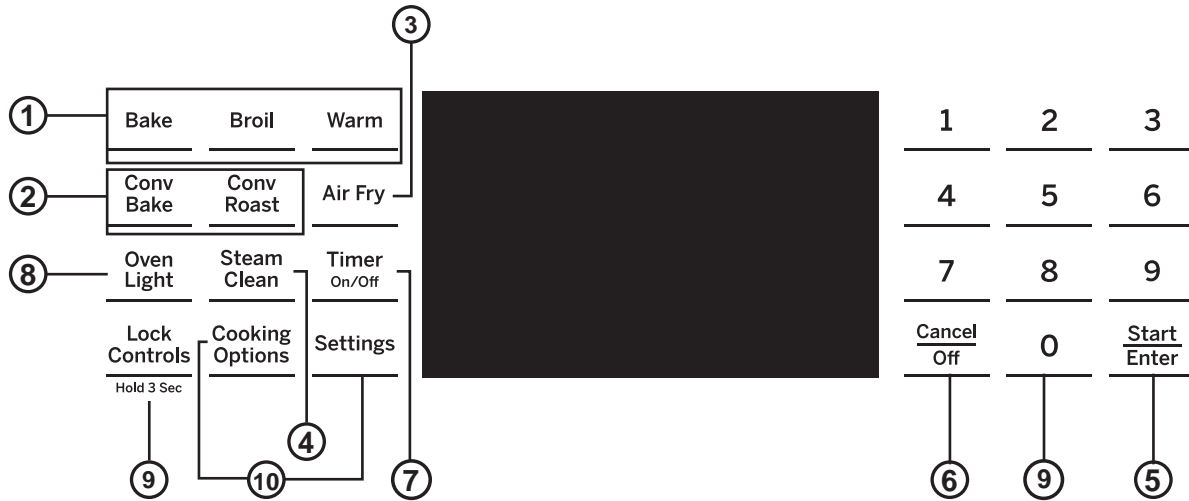 3
1
Bake
Broil
Warm
1
2
3
2
Conv
Bake
Conv
Roast
Air Fry
4
5
6
8
Oven
Light
Steam
Clean
Timer
On/Off
7
8
9
Lock
Controls
Hold 3 Sec
Cooking
Options
Settings
Cancel
Off
0
Start
Enter
4
9
10
7
6
9
5